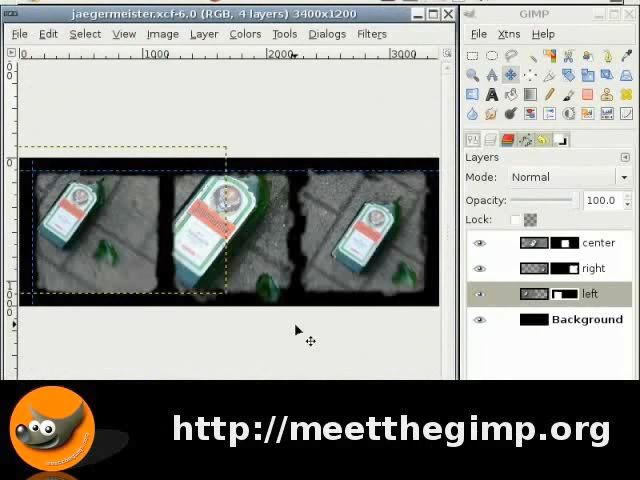 jaegermeister.xcf-6.0 (RGB, 4 layers) 3400x1200
File Edit Select View Image Layer Colors Tools Dialogs Filters
0 1000 2000 3000
GIMP
File Xtns Help
Layers
Mode: Normal
Opacity: 100.0
Lock:
center
right
left
Background
http://meetthegimp.org